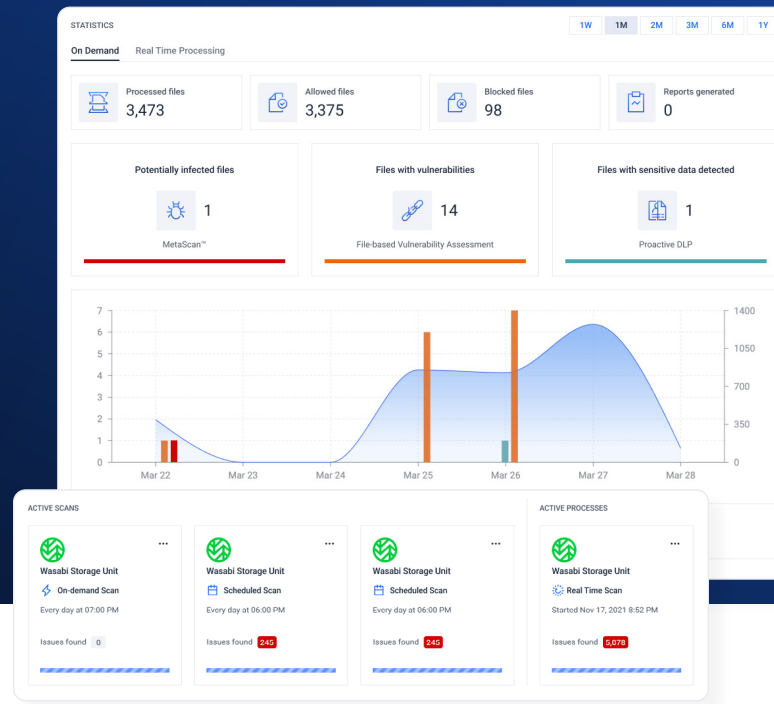 STATISTICS
1W 1M 2M 3M 6M 1Y
On Demand Real Time Processing
Processed files
3,473
Allowed files
3,375
Blocked files
98
Reports generated
0
Potentially infected files
1
MetaScan™
Files with vulnerabilities
14
File-based Vulnerability Assessment
Files with sensitive data detected
1
Proactive DLP
7
6
5
4
3
2
1
0
1400
1050
700
350
0
Mar 22 Mar 23 Mar 24 Mar 25 Mar 26 Mar 27 Mar 28
ACTIVE SCANS
Wasabi Storage Unit
On-demand Scan
Every day at 07:00 PM
Issues found 0
Wasabi Storage Unit
Scheduled Scan
Every day at 06:00 PM
Issues found 245
Wasabi Storage Unit
Scheduled Scan
Every day at 06:00 PM
Issues found 245
ACTIVE PROCESSES
Wasabi Storage Unit
Real Time Scan
Started Nov 17, 2021 8:52 PM
Issues found 5,078